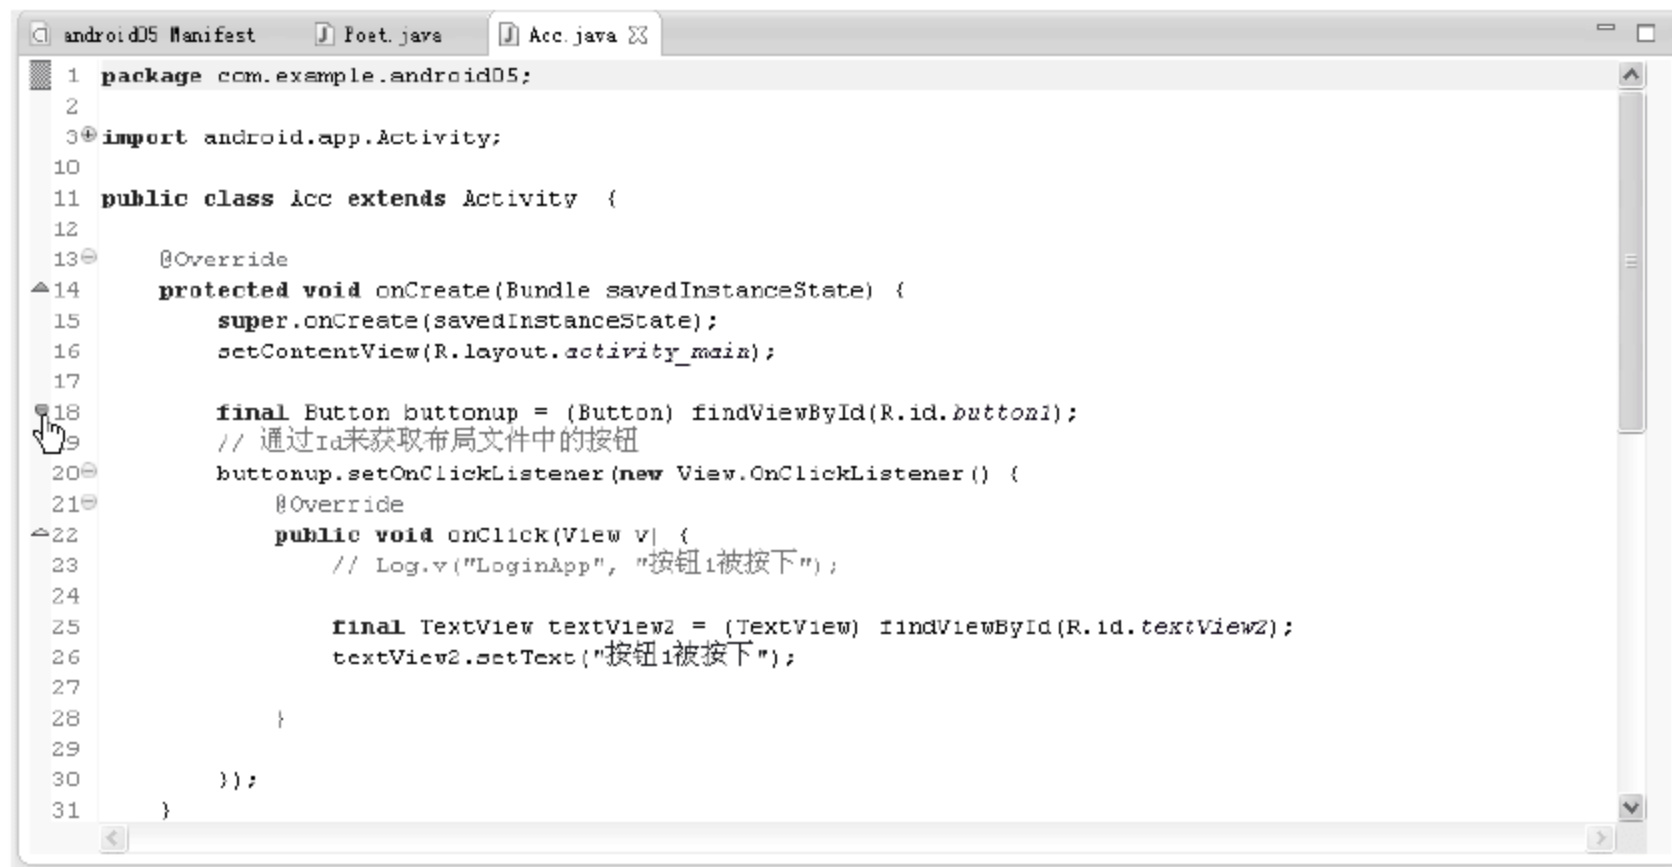 android05 Manifest    Poet.java    Acc.java
1 package com.example.android05;
2
3 import android.app.Activity;
10
11 public class Acc extends Activity  {
12
13     @Override
14     protected void onCreate(Bundle savedInstanceState) {
15         super.onCreate(savedInstanceState);
16         setContentView(R.layout.activity_main);
17
18         final Button buttonup = (Button) findViewById(R.id.button1);
9         // 通过Id来获取布局文件中的按钮
20         buttonup.setOnClickListener(new View.OnClickListener() {
21             @Override
22             public void onClick(View v) {
23                 // Log.v("LoginApp", "按钮1被按下");
24
25                 final TextView textView2 = (TextView) findViewById(R.id.textView2);
26                 textView2.setText("按钮1被按下");
27
28             }
29
30         });
31     }